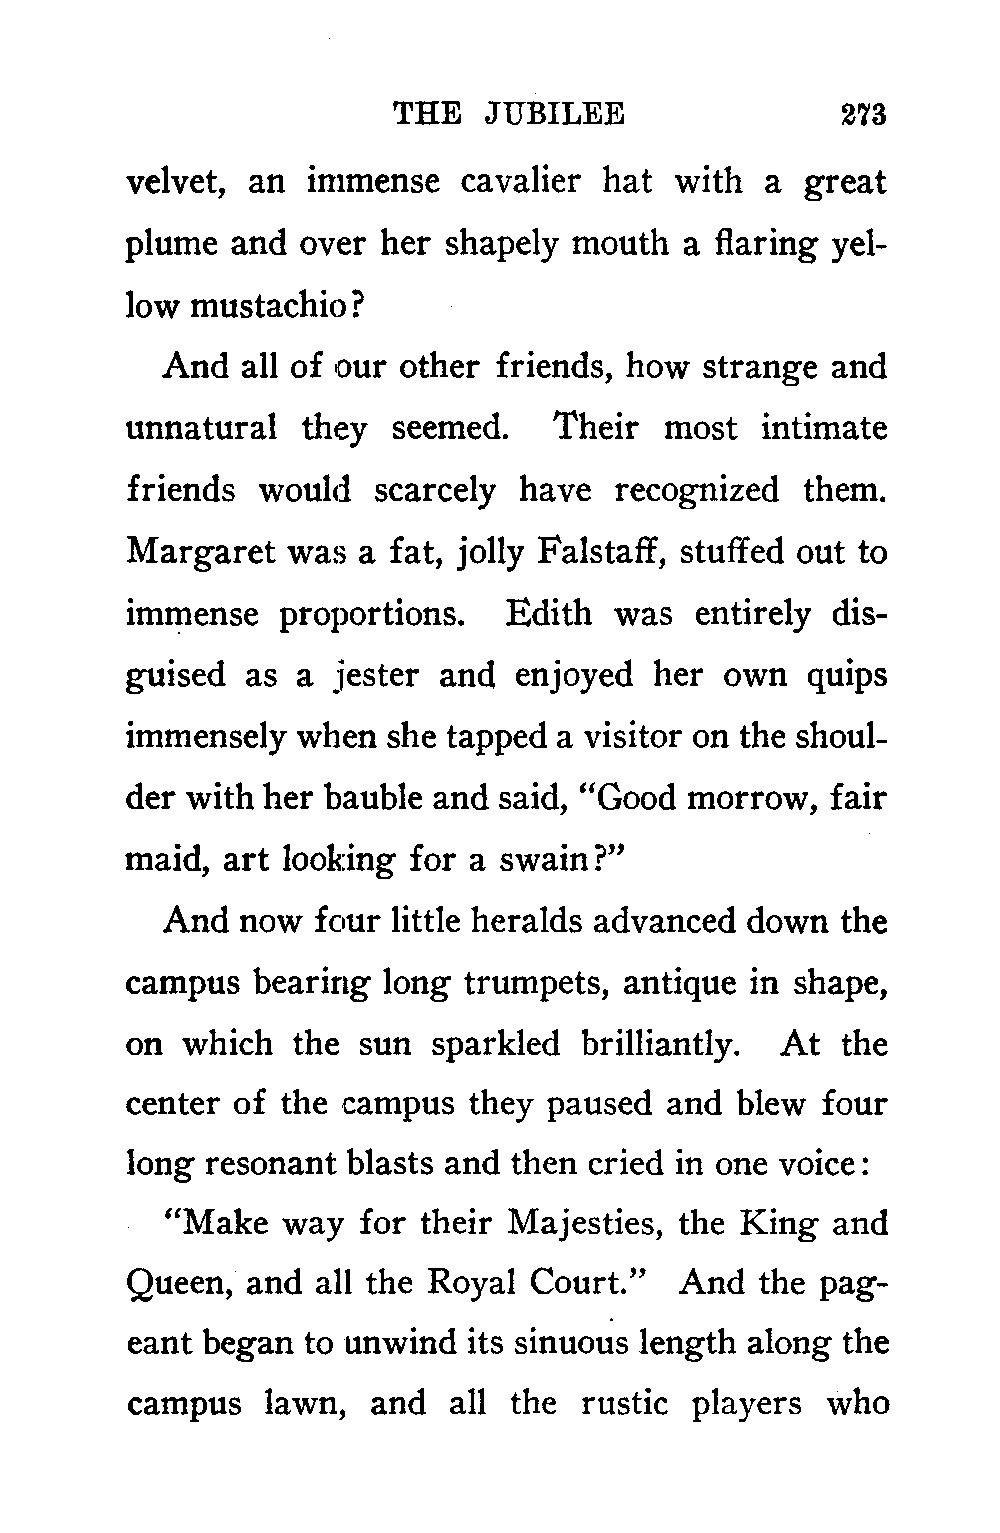 THE JUBILEE 273
velvet, an immense cavalier hat with a great
plume and over her shapely mouth a flaring yel-
low mustachio?
And all of our other friends, how strange and
unnatural they seemed. Their most intimate
friends would scarcely have recognized them.
Margaret was a fat, jolly Falstaff, stuffed out to
immense proportions. Edith was entirely dis-
guised as a jester and enjoyed her own quips
immensely when she tapped a visitor on the shoul-
der with her bauble and said, “Good morrow, fair
maid, art looking for a swain?”
And now four little heralds advanced down the
campus bearing long trumpets, antique in shape,
on which the sun sparkled brilliantly. At the
center of the campus they paused and blew four
long resonant blasts and then cried in one voice:
“Make way for their Majesties, the King and
Queen, and all the Royal Court.” And the pag-
eant began to unwind its sinuous length along the
campus lawn, and all the rustic players who